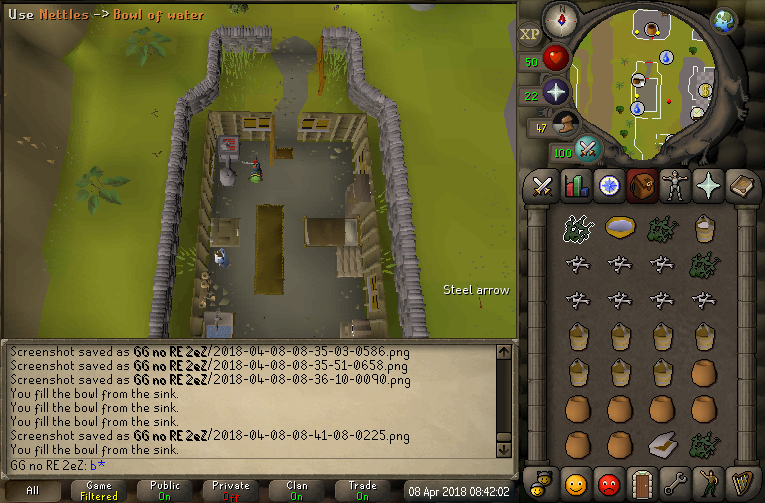 Use Nettles -> Bowl of water
N
XP
50
22
47
100
Steel arrow
Screenshot saved as GG no RE 2eZ/2018-04-08-08-35-03-0586.png
Screenshot saved as GG no RE 2eZ/2018-04-08-08-35-51-0658.png
Screenshot saved as GG no RE 2eZ/2018-04-08-08-36-10-0090.png
You fill the bowl from the sink.
You fill the bowl from the sink.
You fill the bowl from the sink.
Screenshot saved as GG no RE 2eZ/2018-04-08-08-41-08-0225.png
You fill the bowl from the sink.
GG no RE 2eZ: b*
All
Game
Filtered
Public
On
Private
Off
Clan
On
Trade
On
08 Apr 2018 08:42:02